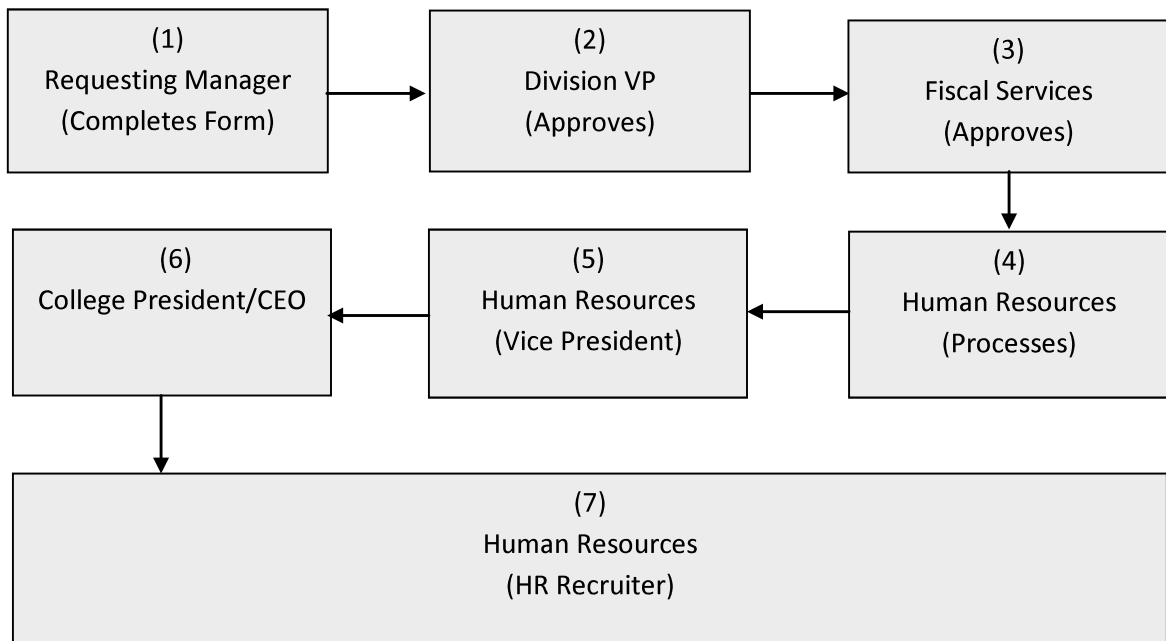 (1)
Requesting Manager
(Completes Form)
(2)
Division VP
(Approves)
(3)
Fiscal Services
(Approves)
(4)
Human Resources
(Processes)
(5)
Human Resources
(Vice President)
(6)
College President/CEO
(7)
Human Resources
(HR Recruiter)